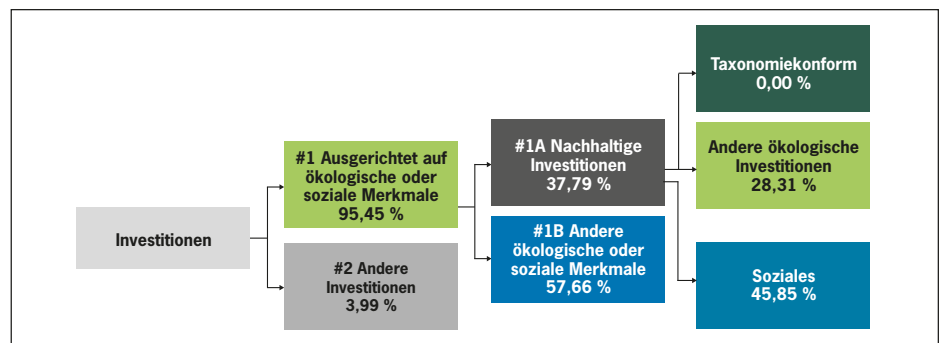 Investitionen
#1 Ausgerichtet auf
ökologische oder
soziale Merkmale
95,45 %
#2 Andere
Investitionen
3,99 %
#1A Nachhaltige
Investitionen
37,79 %
#1B Andere
ökologische oder
soziale Merkmale
57,66 %
Taxonomiekonform
0,00 %
Andere ökologische
Investitionen
28,31 %
Soziales
45,85 %